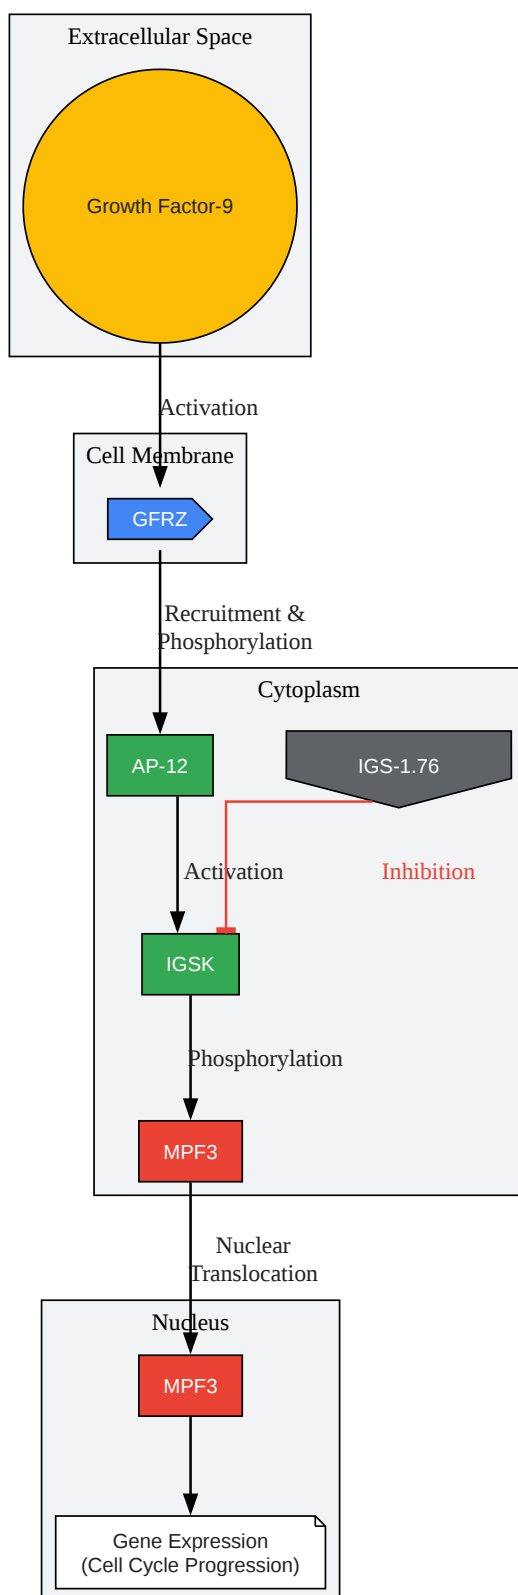 Extracellular Space
Growth Factor-9
Activation
Cell Membrane
GFRZ
Recruitment &
Phosphorylation
Cytoplasm
AP-12
IGS-1.76
Activation
Inhibition
IGSK
Phosphorylation
MPF3
Nuclear
Translocation
Nucleus
MPF3
Gene Expression
(Cell Cycle Progression)